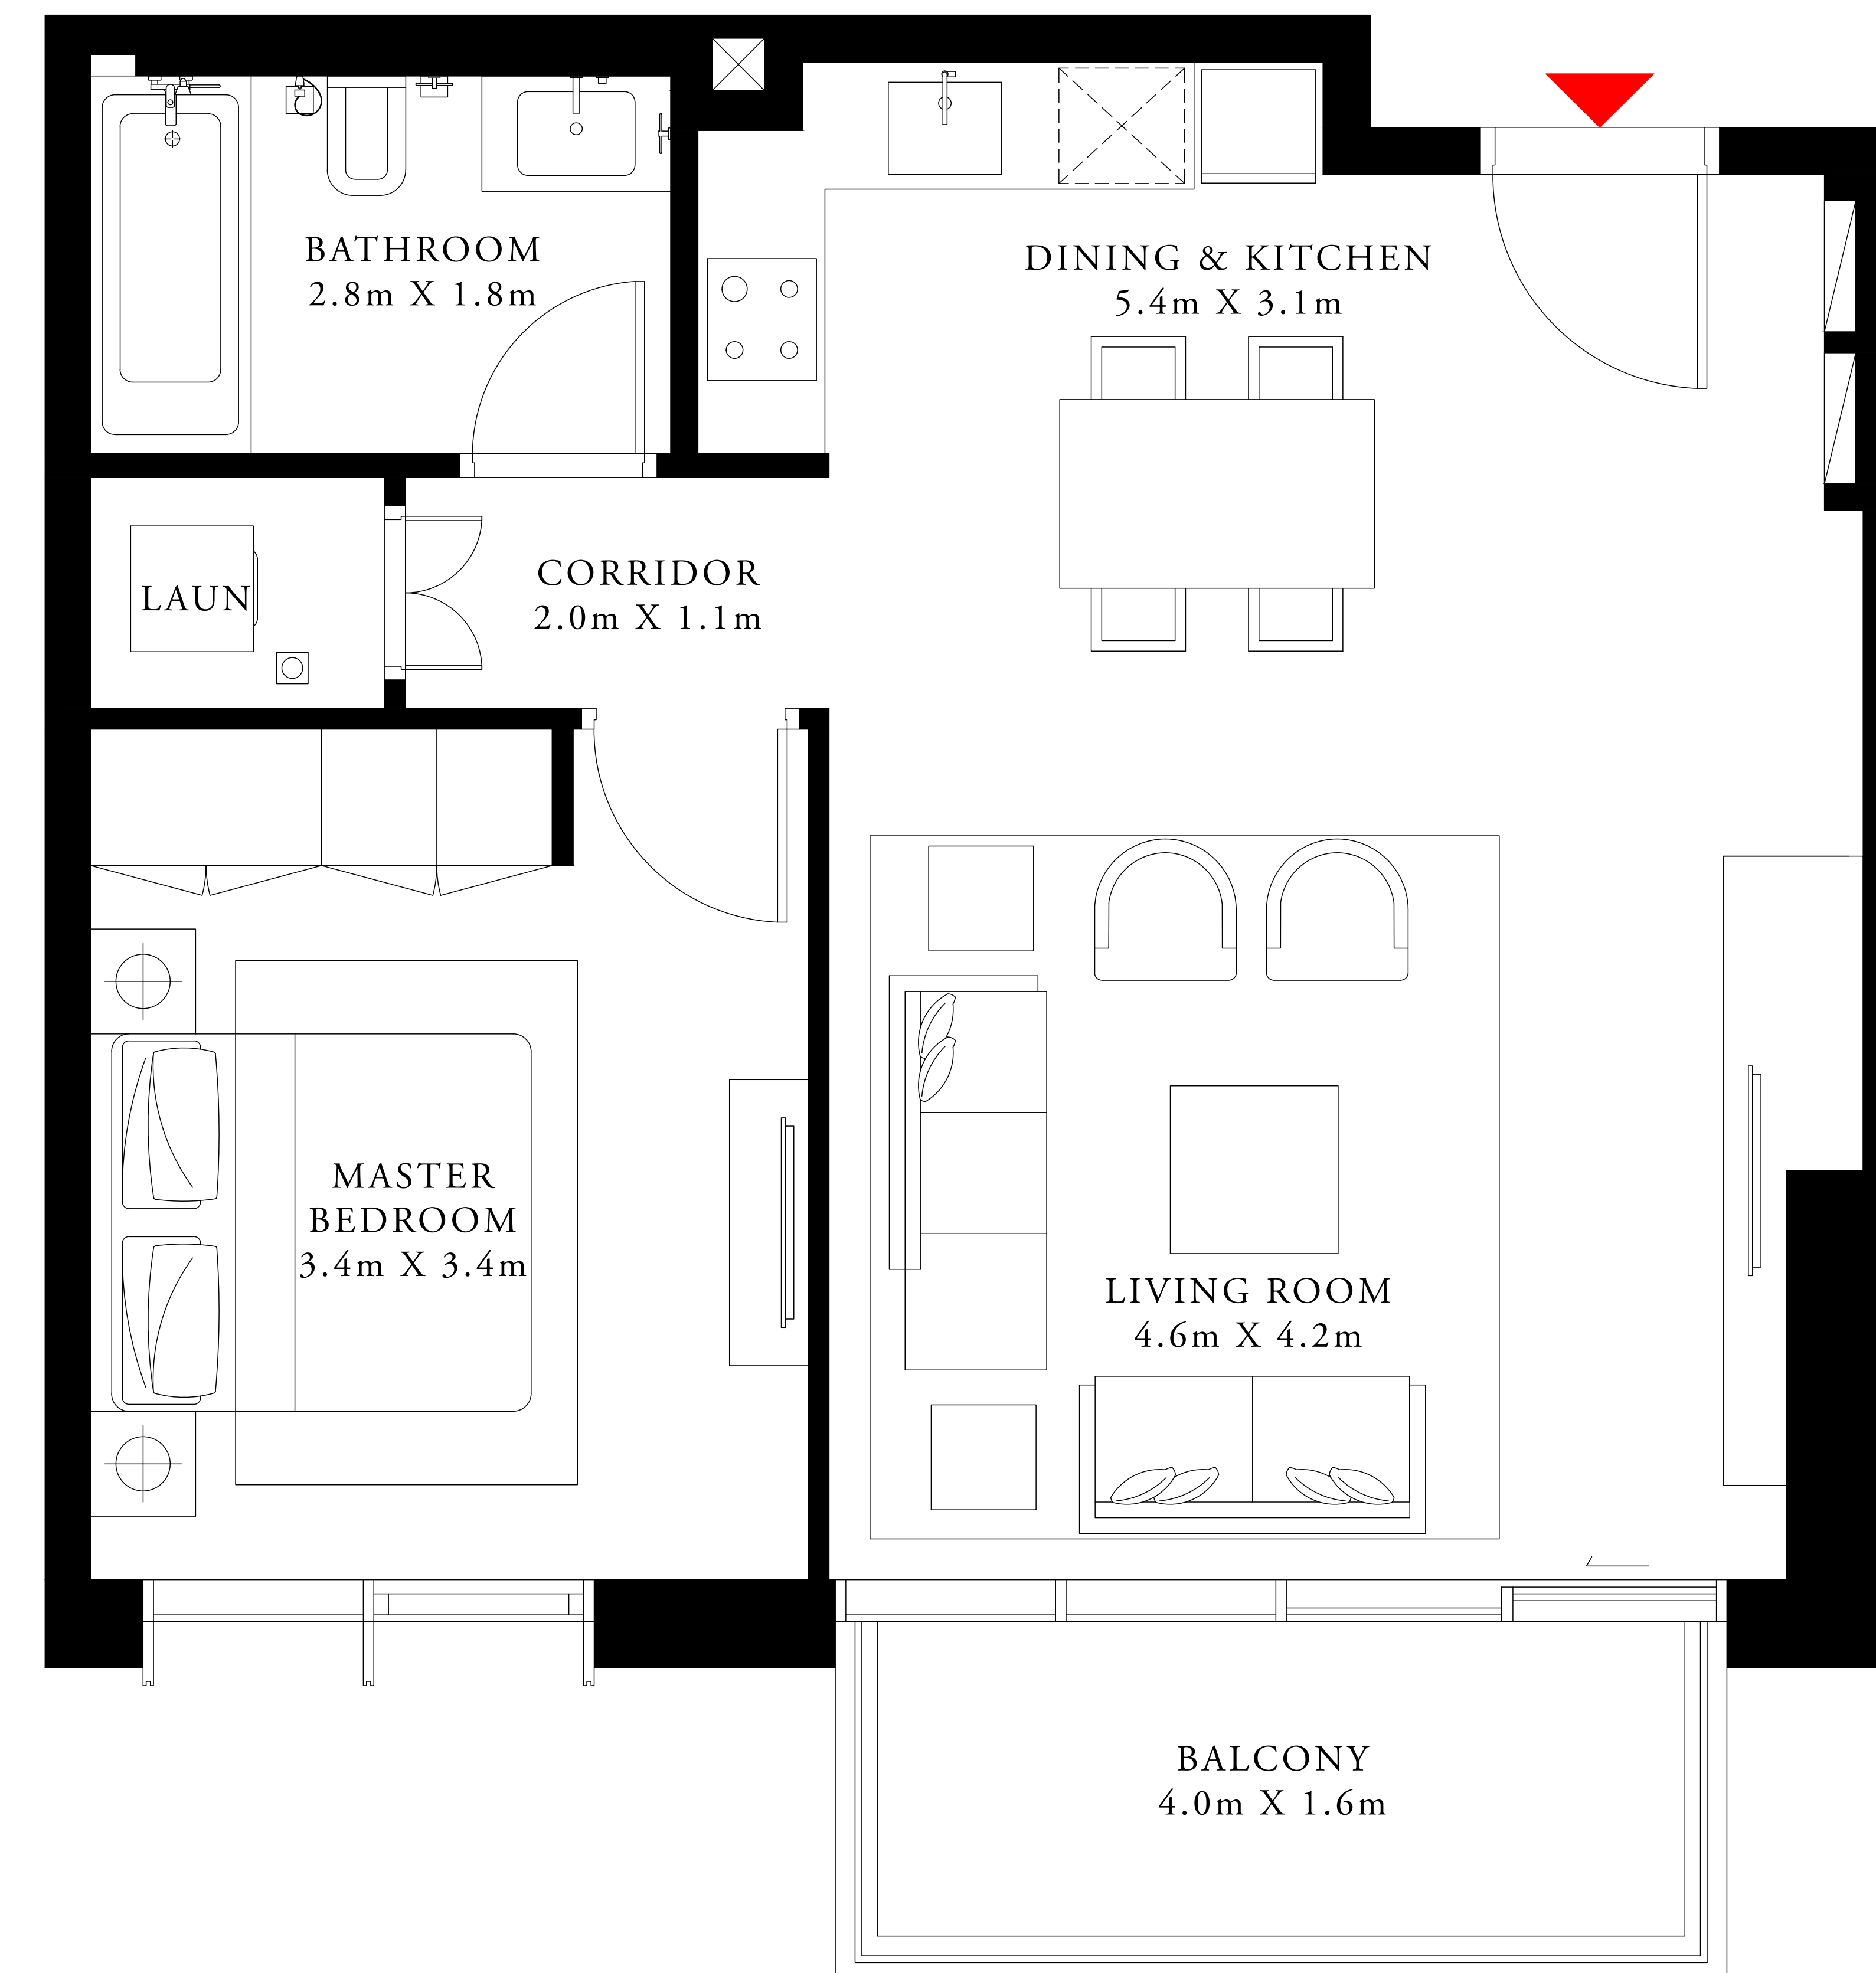 BATHROOM
2.8m X 1.8m
DINING & KITCHEN
5.4m X 3.1m
LAUN
CORRIDOR
2.0m X 1.1m
MASTER
BEDROOM
3.4m X 3.4m
LIVING ROOM
4.6m X 4.2m
BALCONY
4.0m X 1.6m